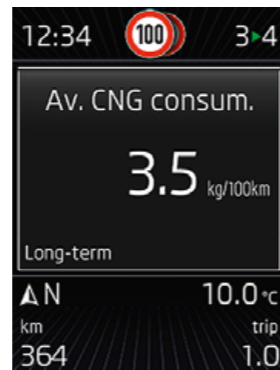 12:34 100 3▸4
Av. CNG consum.
3.5 kg/100km
Long-term
N 10.0 °C
km trip
364 1.0